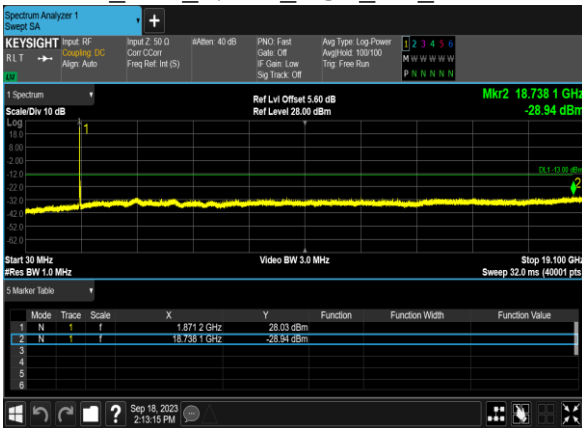 Spectrum Analyzer 1
Swept SA
KEYSIGHT
RLT
LW
Input: RF
Coupling: DC
Align: Auto
Input Z: 50 Ω
Corr CCorr
Freq Ref: Int (S)
#Atten: 40 dB
PNO: Fast
Gate: Off
IF Gain: Low
Sig Track: Off
Avg Type: Log-Power
Avg|Hold: 100/100
Trig: Free Run
1 2 3 4 5 6
M W W W W W
P N N N N N
1 Spectrum
Scale/Div 10 dB
Ref Lvl Offset 5.60 dB
Ref Level 28.00 dBm
Mkr2 18.738 1 GHz
-28.94 dBm
Log
1
18.0
8.00
-2.00
DL1 -13.00 dBm
-12.0
2
-22.0
-32.0
-42.0
-52.0
-62.0
Start 30 MHz
#Res BW 1.0 MHz
Video BW 3.0 MHz
Stop 19.100 GHz
Sweep 32.0 ms (40001 pts
5 Marker Table
Mode Trace Scale X Y Function Function Width Function Value
1 N 1 f 1.871 2 GHz 28.03 dBm
2 N 1 f 18.738 1 GHz -28.94 dBm
3
4
5
6
?
Sep 18, 2023
2:13:15 PM